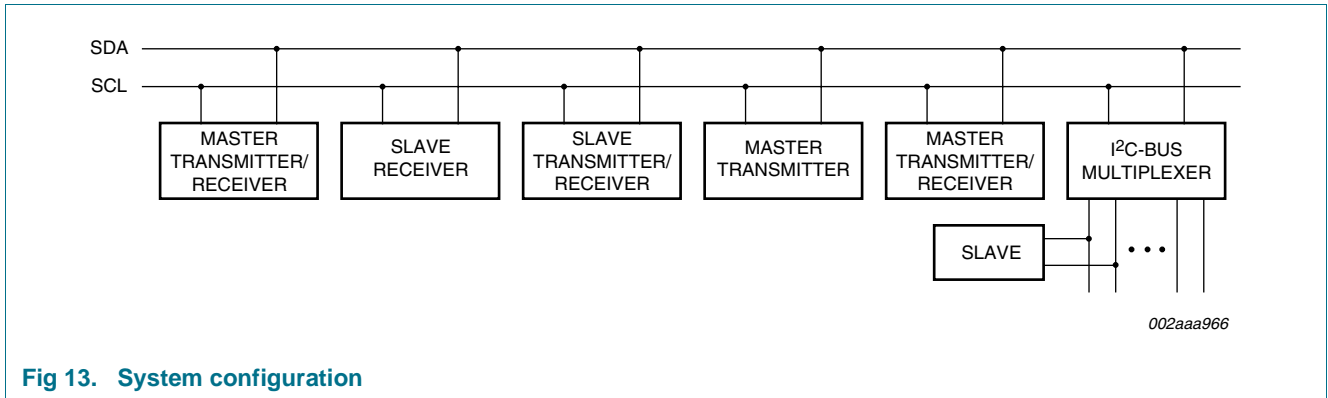 SDA
SCL
MASTER
TRANSMITTER/
RECEIVER
SLAVE
RECEIVER
SLAVE
TRANSMITTER/
RECEIVER
MASTER
TRANSMITTER
MASTER
TRANSMITTER/
RECEIVER
I²C-BUS
MULTIPLEXER
SLAVE
002aaa966
Fig 13. System configuration